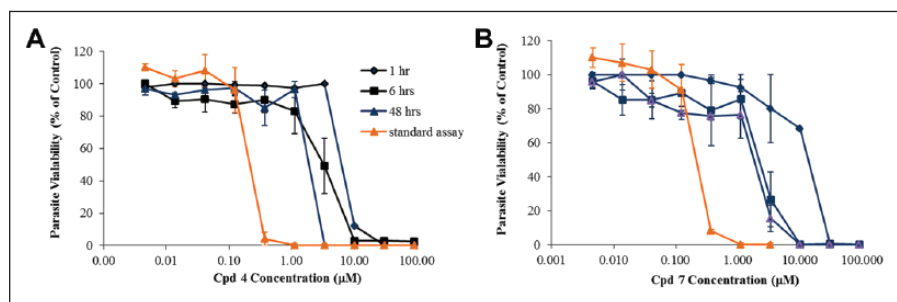 A
B
Parasite Vialability (% of Control)
120
100
80
60
40
20
0
0.00
0.01
0.10
1.00
10.00
100.00
Cpd 4 Concentration (µM)
1 hr
6 hrs
48 hrs
standard assay
Parasite Vialability (% of Control)
120
100
80
60
40
20
0
0.001
0.010
0.100
1.000
10.000
100.000
Cpd 7 Concentration (µM)